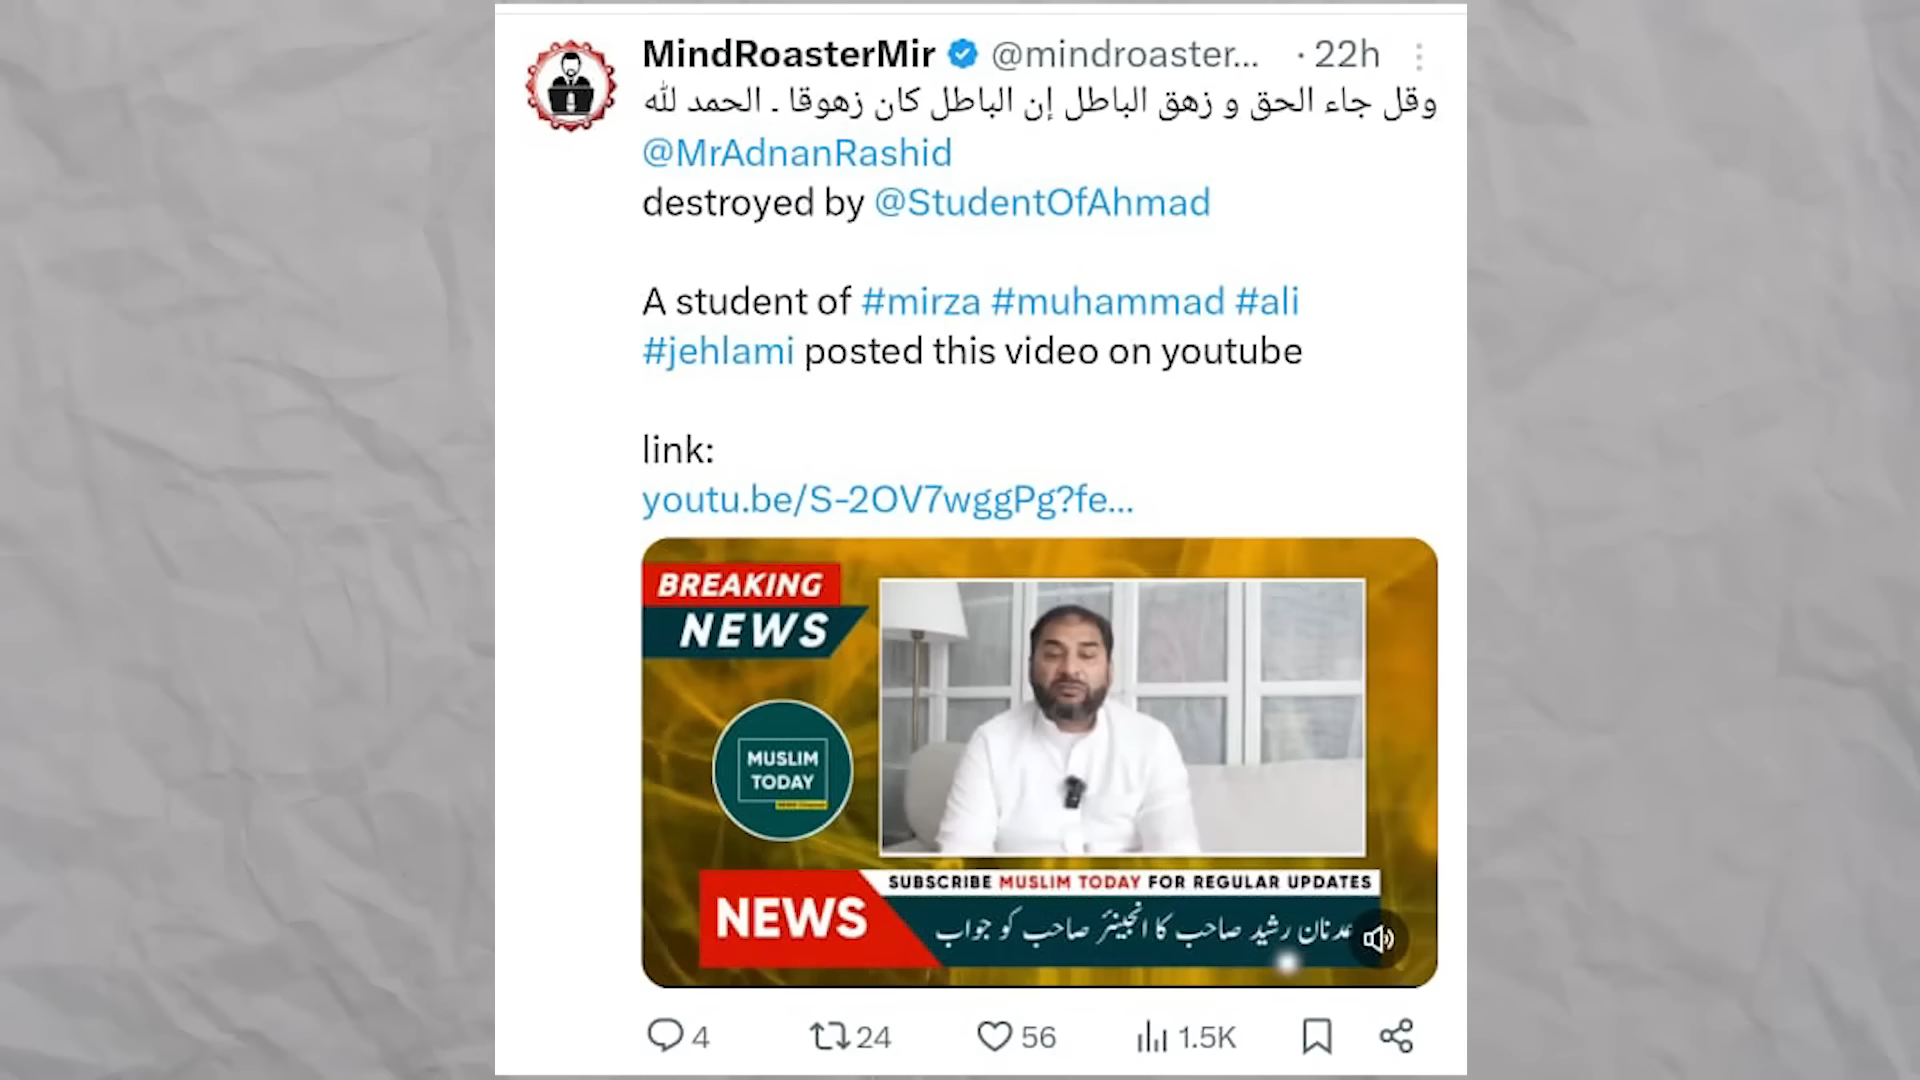 MindRoasterMir @mindroaster... · 22h
وقل جاء الحق و زهق الباطل إن الباطل كان زهوقا ۔ الحمد لله
@MrAdnanRashid
destroyed by @StudentOfAhmad
A student of #mirza #muhammad #ali
#jehlami posted this video on youtube
link:
youtu.be/S-2OV7wggPg?fe...
BREAKING
NEWS
MUSLIM
TODAY
SUBSCRIBE MUSLIM TODAY FOR REGULAR UPDATES
NEWS
عدنان رشید صاحب کا انجینئر صاحب کو جواب
4 24 56 1.5K